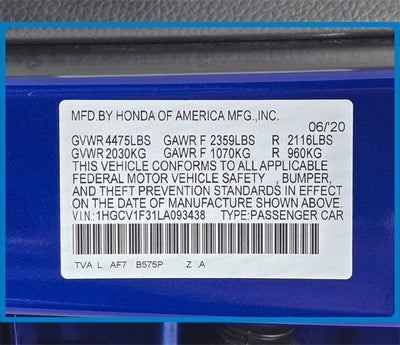 MFD.BY HONDA OF AMERICA MFG.,INC.
06/'20
GVWR 4475LBS GAWR F 2359LBS R 2116LBS
GVWR 2030KG GAWR F 1070KG R 960KG
THIS VEHICLE CONFORMS TO ALL APPLICABLE
FEDERAL MOTOR VEHICLE SAFETY , BUMPER,
AND THEFT PREVENTION STANDARDS IN EFFECT
ON THE DATE OF MANUFACTURE SHOWN ABOVE.
V.I.N.:1HGCV1F31LA093438 TYPE:PASSENGER CAR
TVA L AF7 B575P Z A